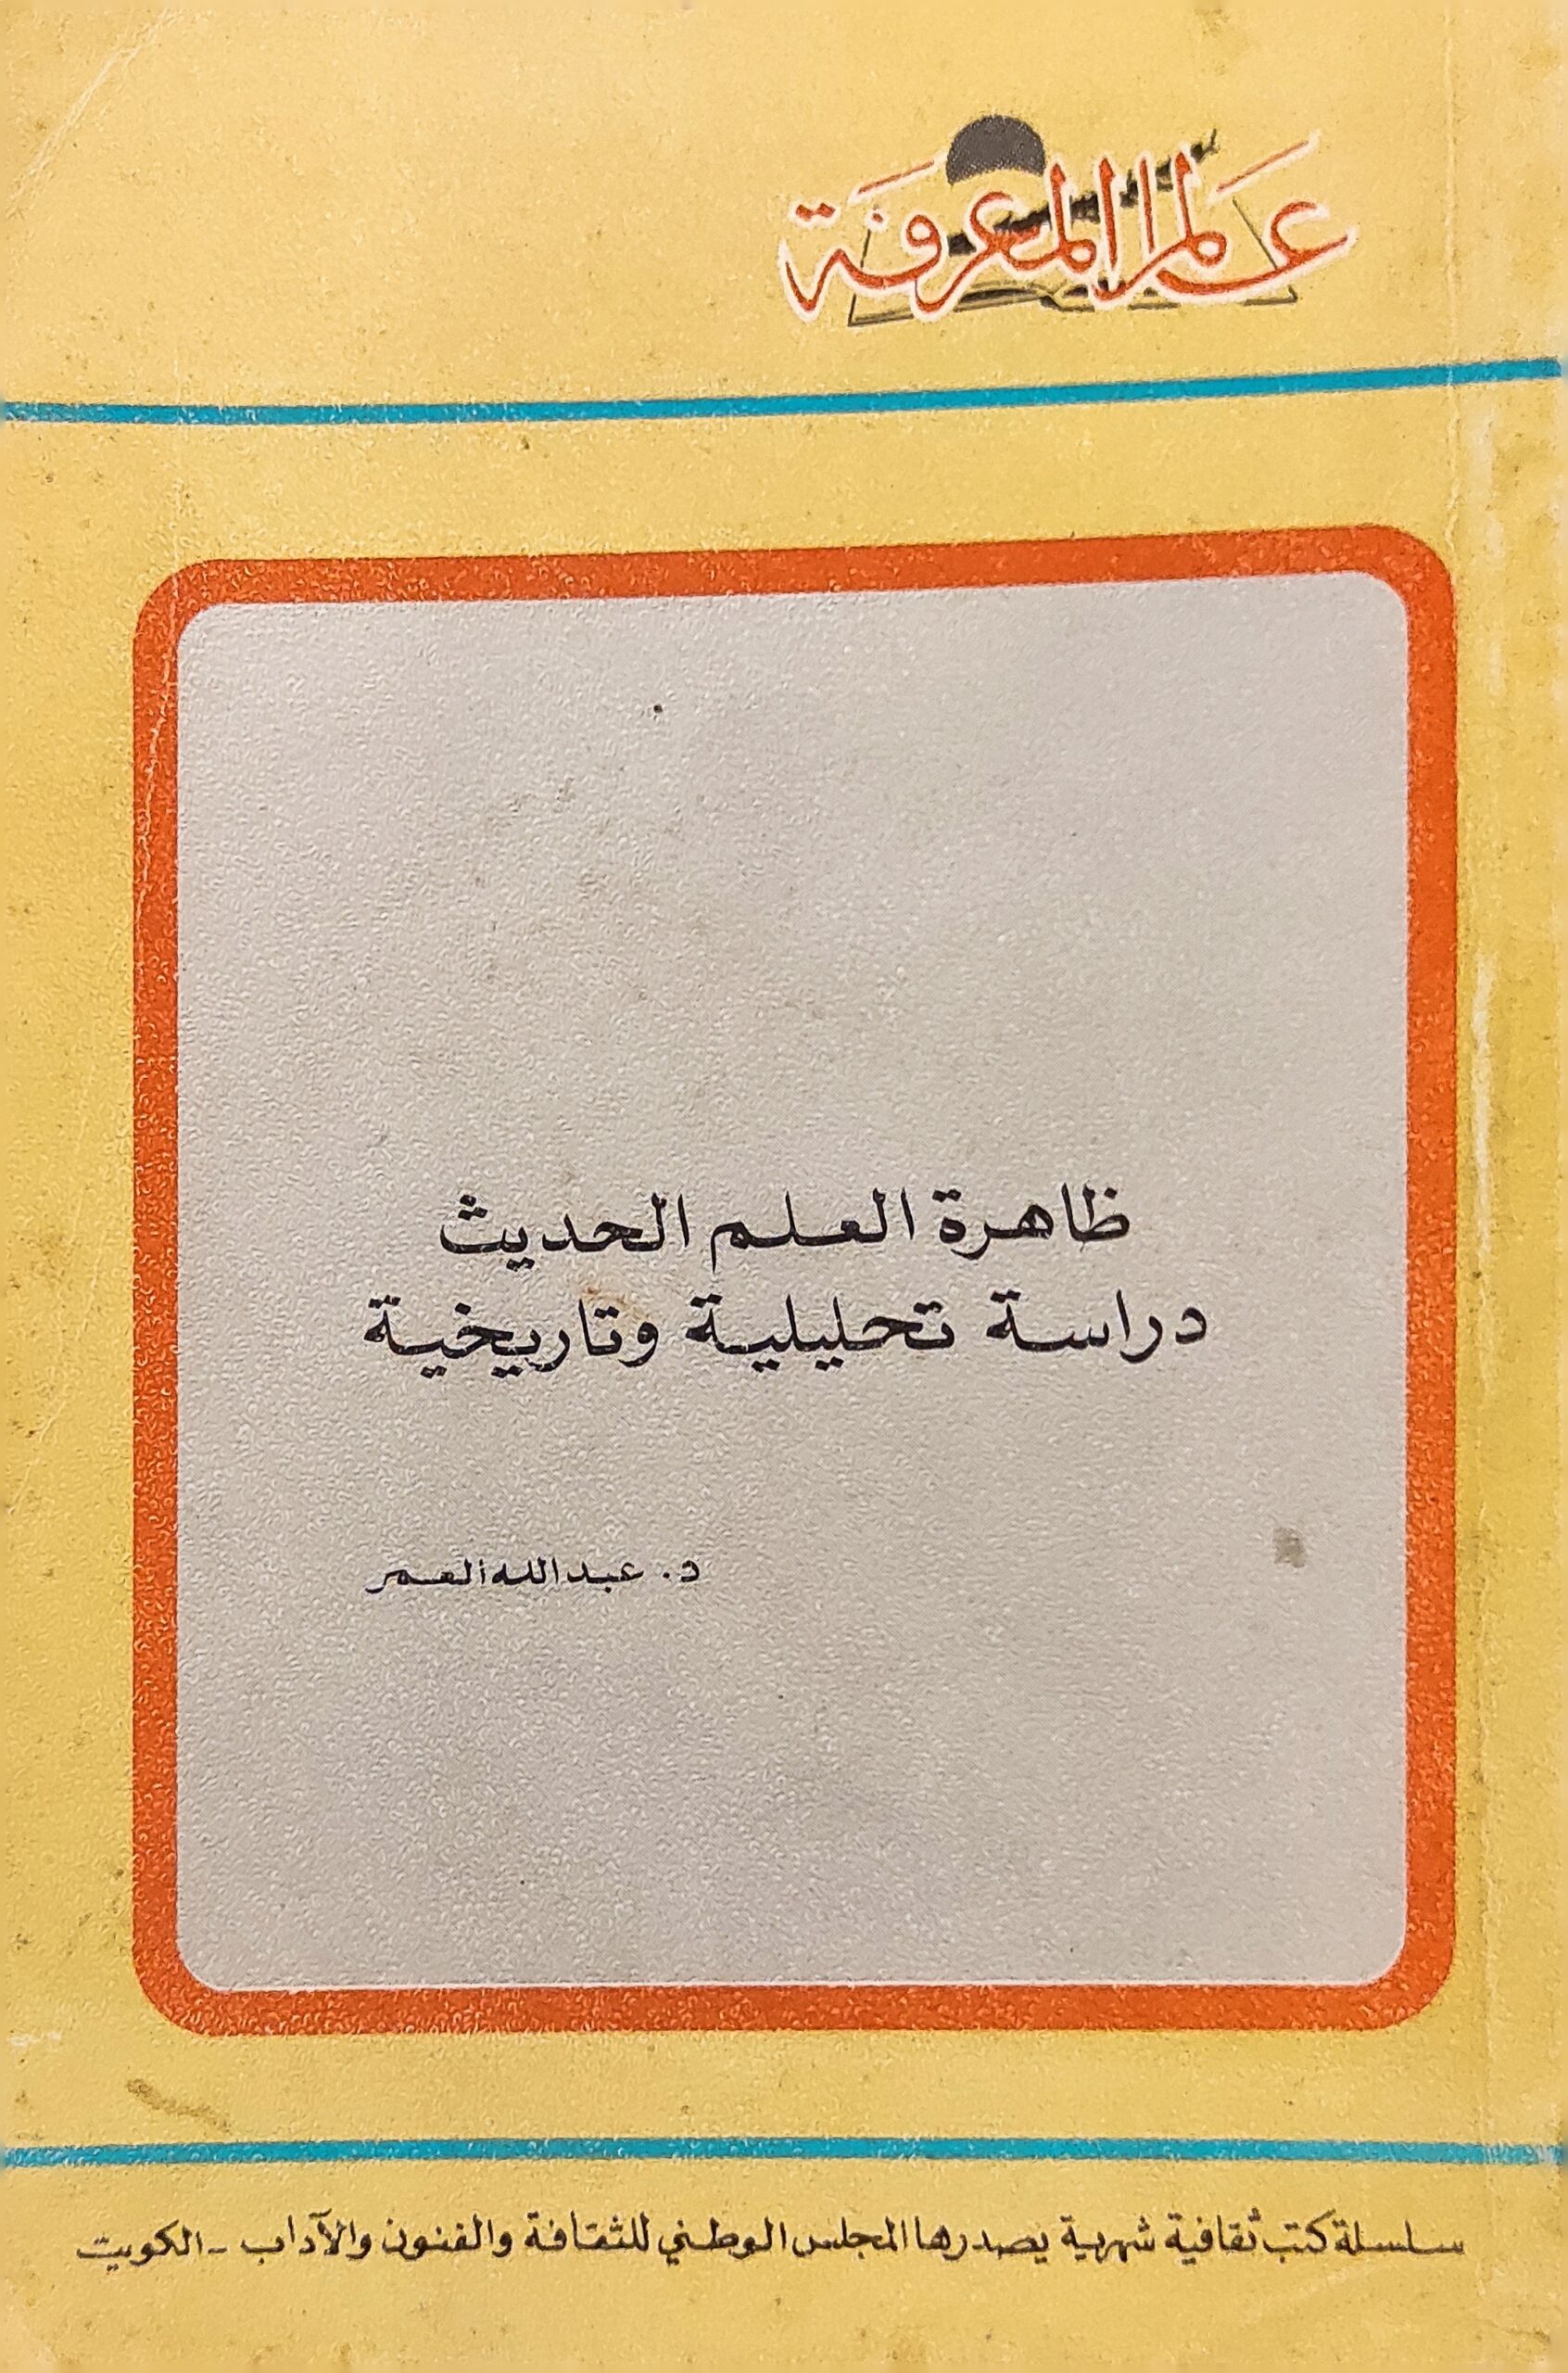 عالم المعرفة
ظاهرة العلم الحديث
دراسة تحليلية وتاريخية
د. عبدالله العمر
سلسلة كتب ثقافية شهرية يصدرها المجلس الوطني للثقافة والفنون والآداب - الكويت